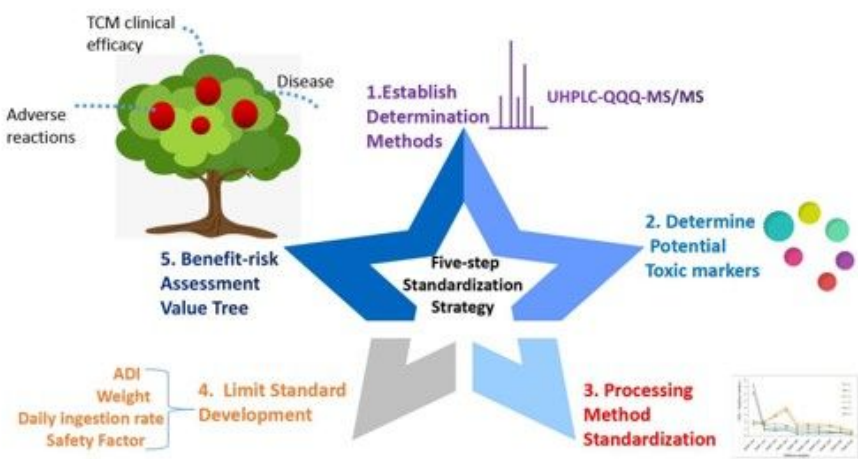 TCM clinical
efficacy
Disease
Adverse
reactions
1.Establish
Determination
Methods
UHPLC-QQQ-MS/MS
2. Determine
Potential
Toxic markers
5. Benefit-risk
Assessment
Value Tree
Five-step
Standardization
Strategy
ADI
Weight
Daily ingestion rate
Safety Factor
4. Limit Standard
Development
3. Processing
Method
Standardization